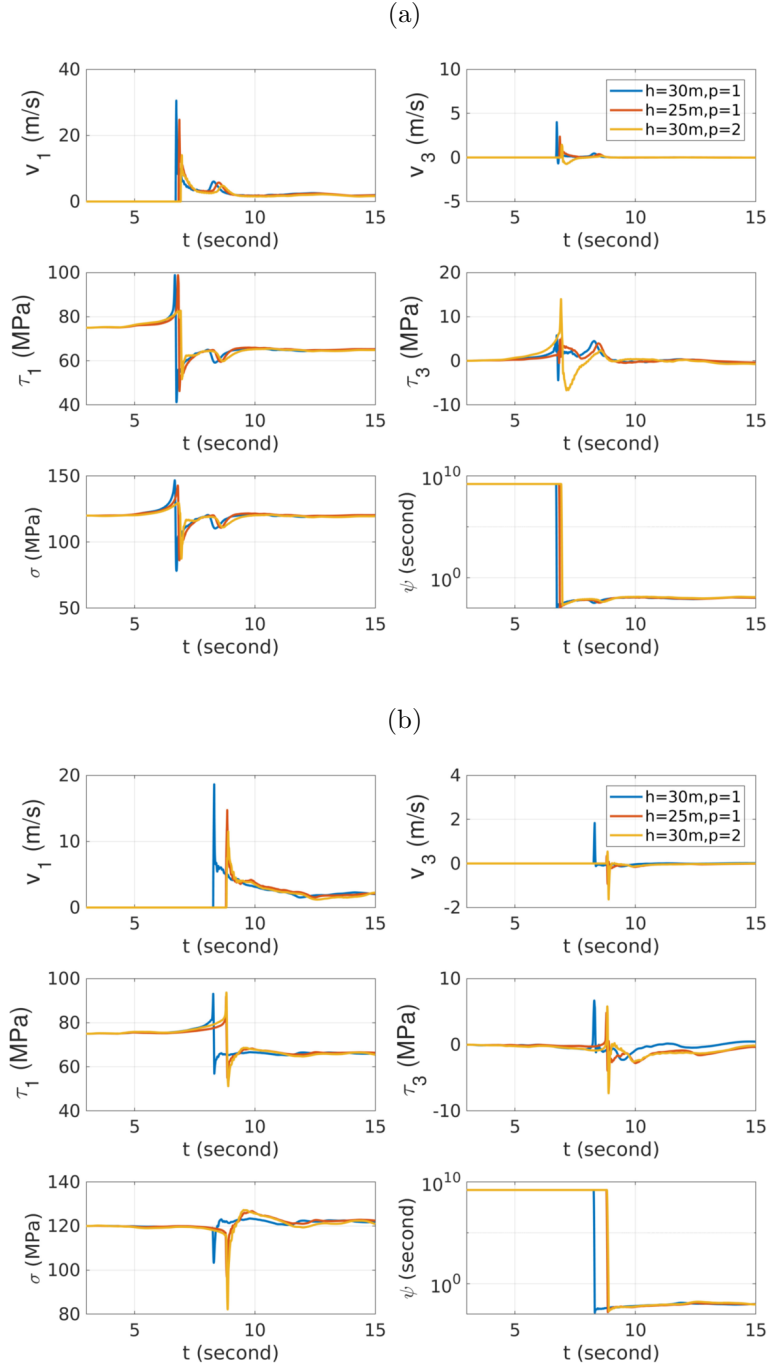 (a)
40
20
0
v1 (m/s)
5 10 15
t (second)
10
5
0
-5
v3 (m/s)
h=30m,p=1
h=25m,p=1
h=30m,p=2
5 10 15
t (second)
100
80
60
40
τ1 (MPa)
5 10 15
t (second)
20
10
0
-10
τ3 (MPa)
5 10 15
t (second)
150
100
50
σ (MPa)
5 10 15
t (second)
10^10
10^0
ψ (second)
5 10 15
t (second)
(b)
20
10
0
v1 (m/s)
5 10 15
t (second)
4
2
0
-2
v3 (m/s)
h=30m,p=1
h=25m,p=1
h=30m,p=2
5 10 15
t (second)
100
80
60
40
τ1 (MPa)
5 10 15
t (second)
10
0
-10
τ3 (MPa)
5 10 15
t (second)
140
120
100
80
σ (MPa)
5 10 15
t (second)
10^10
10^0
ψ (second)
5 10 15
t (second)